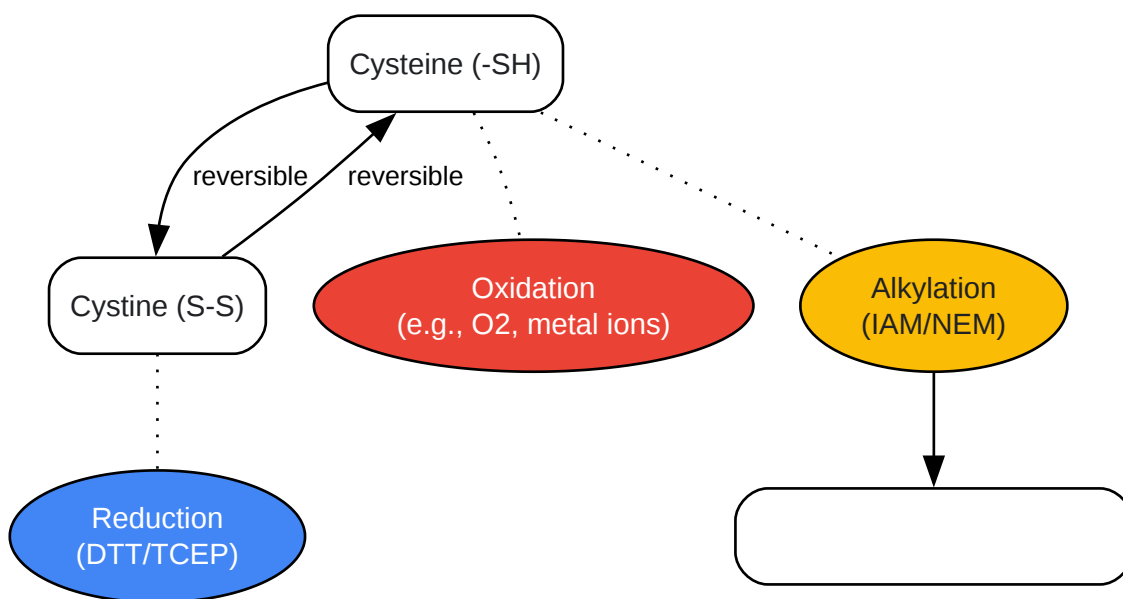 Cysteine (-SH)
reversible
reversible
Cystine (S-S)
Oxidation
(e.g., O2, metal ions)
Alkylation
(IAM/NEM)
Reduction
(DTT/TCEP)